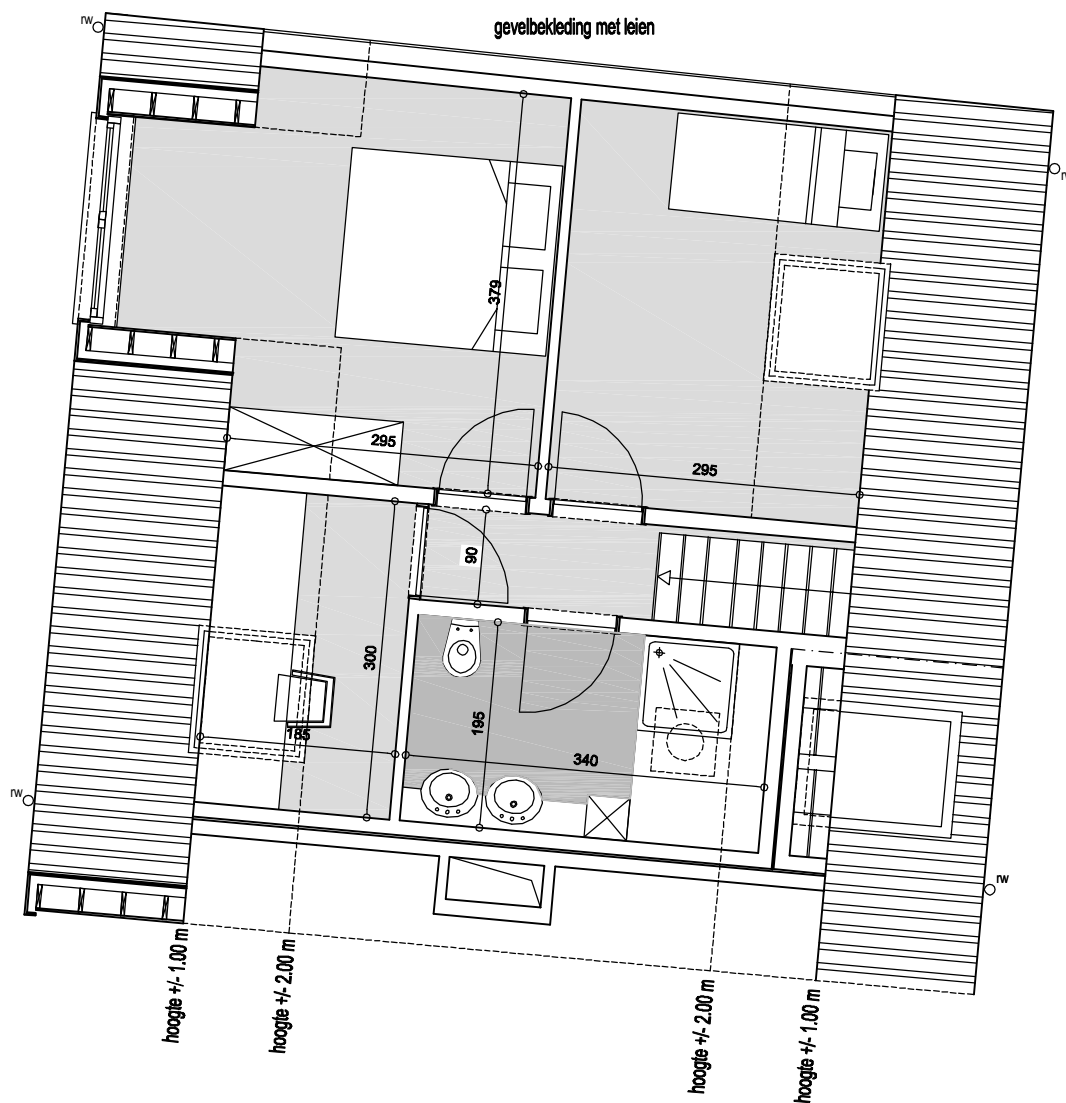 rw
gevelbekleding met leien
r
379
295
295
90
300
195
185
340
rw
rw
hoogte +/- 1.00 m
hoogte +/- 2.00 m
hoogte +/- 2.00 m
hoogte +/- 1.00 m